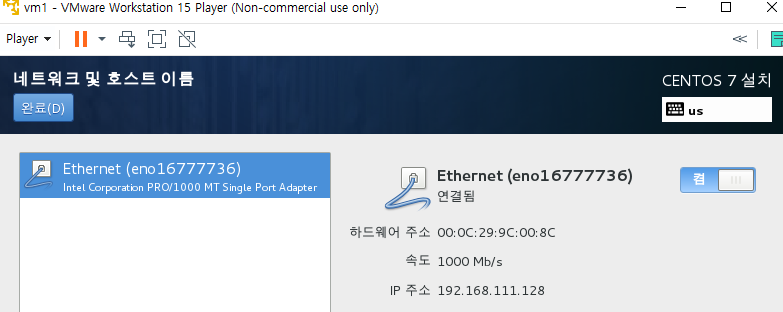 vm1 - VMware Workstation 15 Player (Non-commercial use only)
Player
네트워크 및 호스트 이름
CENTOS 7 설치
완료(D)
us
Ethernet (eno16777736)
Intel Corporation PRO/1000 MT Single Port Adapter
Ethernet (eno16777736)
연결됨
켬
하드웨어 주소 00:0C:29:9C:00:8C
속도 1000 Mb/s
IP 주소 192.168.111.128